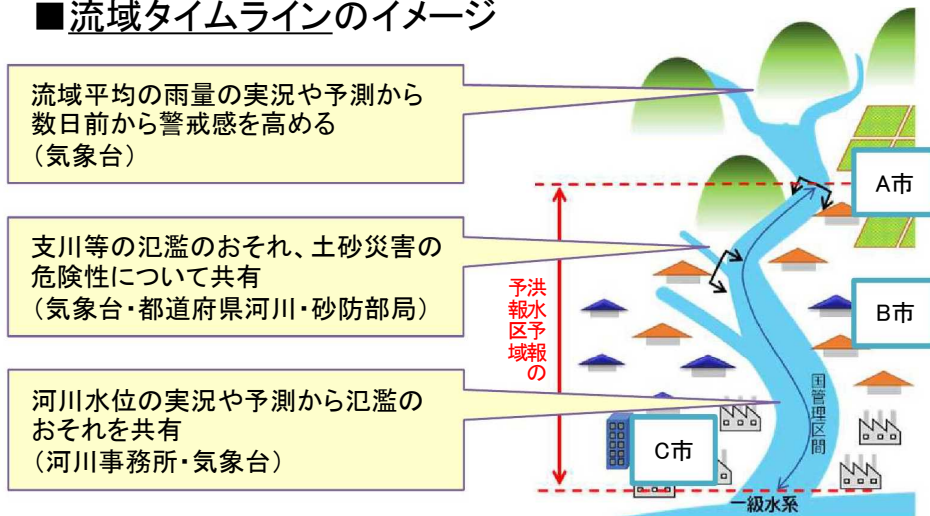 ■流域タイムラインのイメージ
流域平均の雨量の実況や予測から
数日前から警戒感を高める
（気象台）
支川等の氾濫のおそれ、土砂災害の
危険性について共有
（気象台・都道府県河川・砂防部局）
河川水位の実況や予測から氾濫の
おそれを共有
（河川事務所・気象台）
洪水予報の
予報区域
A市
B市
C市
国管理区間
一級水系